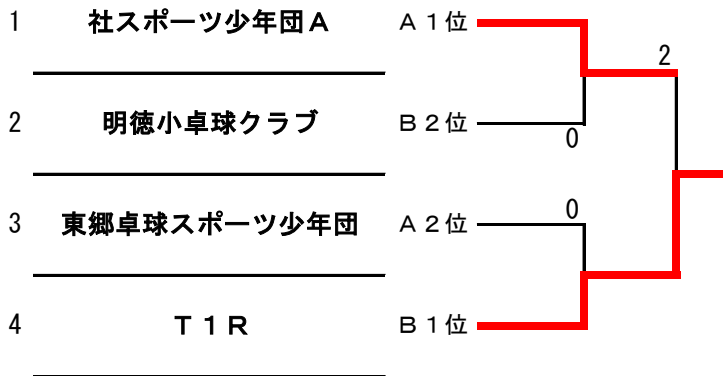 1 社スポーツ少年団A A1位
2
2 明徳小卓球クラブ B2位
0
3 東郷卓球スポーツ少年団 A2位
0
4 T1R B1位